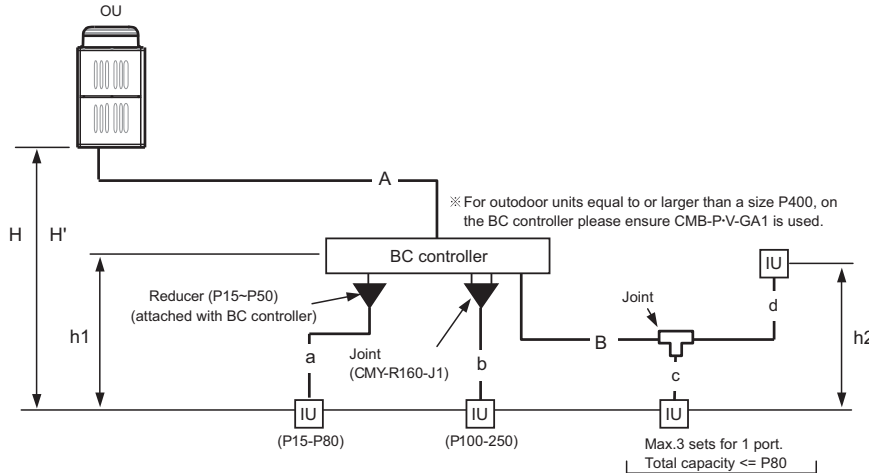 OU
A
※ For outodoor units equal to or larger than a size P400, on
the BC controller please ensure CMB-P·V-GA1 is used.
H
H'
BC controller
IU
Reducer (P15~P50)
(attached with BC controller)
Joint
d
h1
h2
a
Joint
(CMY-R160-J1)
b
B
c
IU
IU
IU
(P15-P80)
(P100-250)
Max.3 sets for 1 port.
Total capacity <= P80